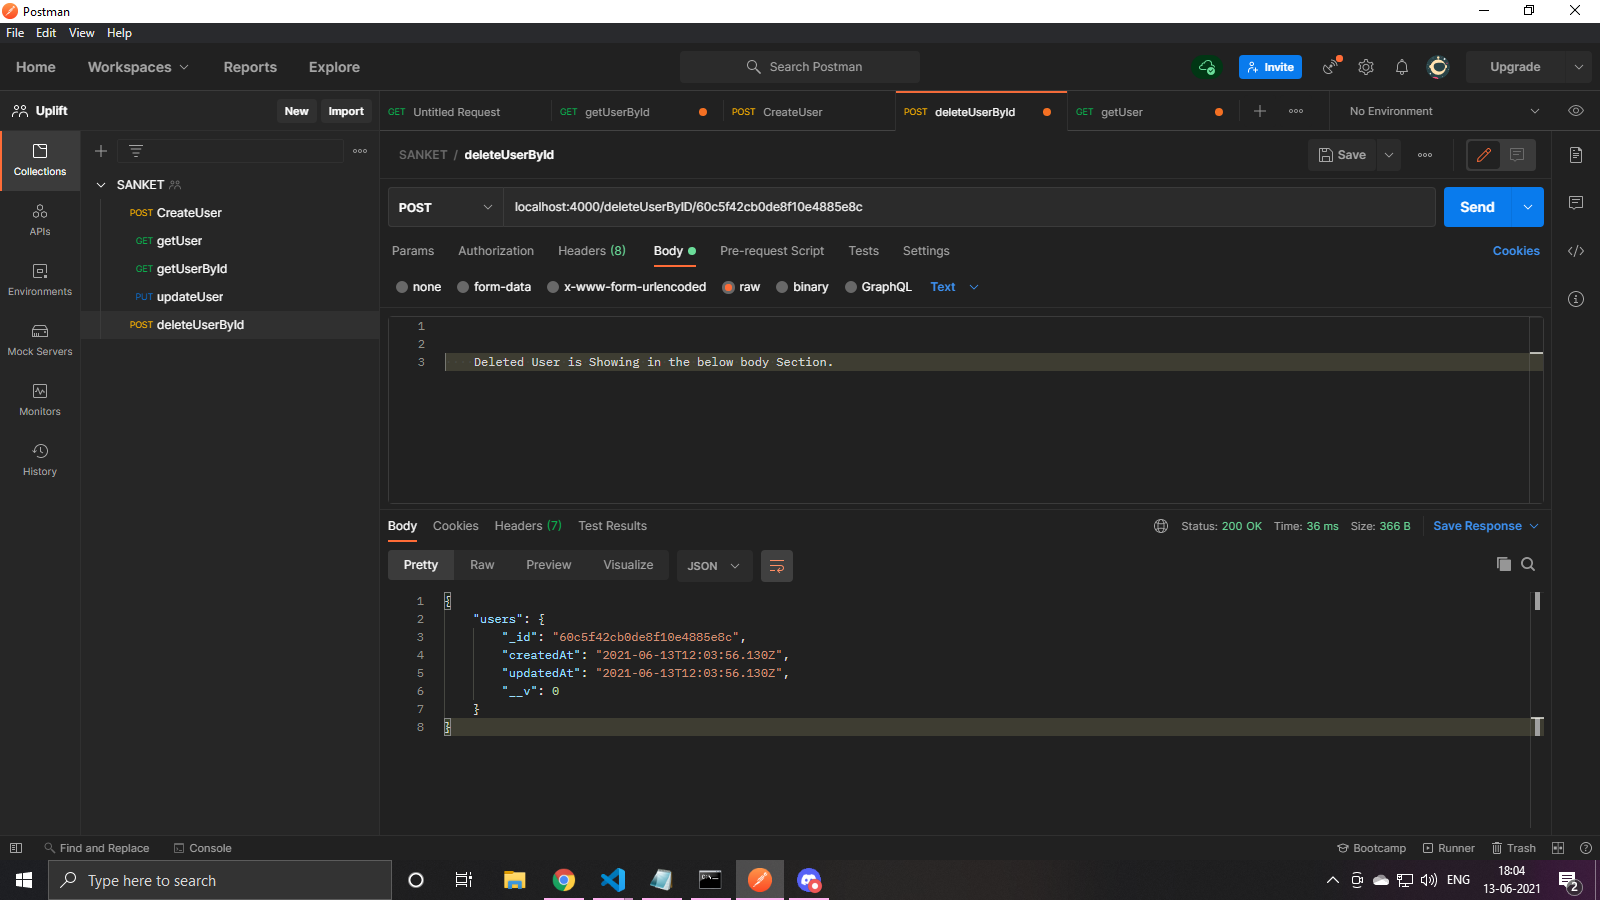 Postman
File Edit View Help
Home Workspaces Reports Explore Search Postman Invite Upgrade
Uplift New Import GET Untitled Request GET getUserById POST CreateUser POST deleteUserById GET getUser No Environment
Collections
APIs
Environments
Mock Servers
Monitors
History
SANKET
POST CreateUser
GET getUser
GET getUserById
PUT updateUser
POST deleteUserById
SANKET / deleteUserById Save
POST localhost:4000/deleteUserByID/60c5f42cb0de8f10e4885e8c Send
Params Authorization Headers (8) Body Pre-request Script Tests Settings Cookies
none form-data x-www-form-urlencoded raw binary GraphQL Text
1
2
3 Deleted User is Showing in the below body Section.
Body Cookies Headers (7) Test Results Status: 200 OK Time: 36 ms Size: 366 B Save Response
Pretty Raw Preview Visualize JSON
1 {
2 "users": {
3 "_id": "60c5f42cb0de8f10e4885e8c",
4 "createdAt": "2021-06-13T12:03:56.130Z",
5 "updatedAt": "2021-06-13T12:03:56.130Z",
6 "__v": 0
7 }
8 }
Find and Replace Console Bootcamp Runner Trash
Type here to search ENG 18:04
13-06-2021 2